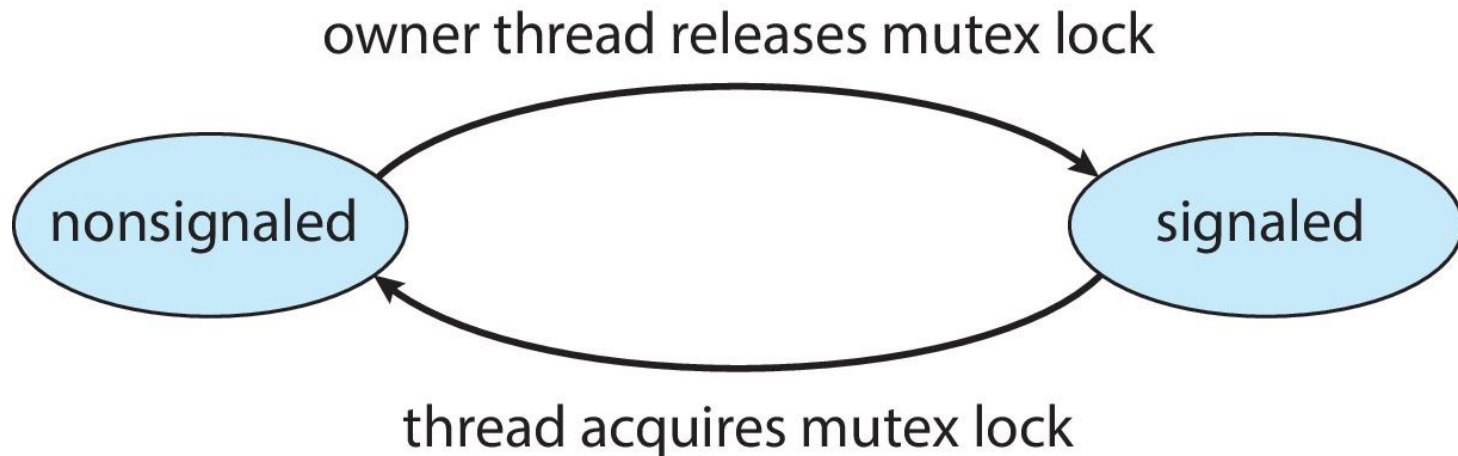 owner thread releases mutex lock
nonsignaled
signaled
thread acquires mutex lock